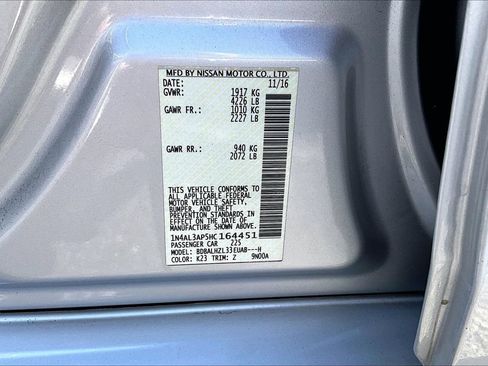 MFD BY NISSAN MOTOR CO., LTD.
DATE: 11/16
GVWR: 1917 KG
4226 LB
GAWR FR.: 1010 KG
2227 LB
GAWR RR.: 940 KG
2072 LB
THIS VEHICLE CONFORMS TO
ALL APPLICABLE FEDERAL
MOTOR VEHICLE SAFETY,
BUMPER, AND THEFT
PREVENTION STANDARDS IN
EFFECT ON THE DATE OF
MANUFACTURE SHOWN ABOVE.
1N4AL3AP5HC164451
PASSENGER CAR 225
MODEL: BDBALHZL33EUAB---H
COLOR: K23 TRIM: Z 9N00A